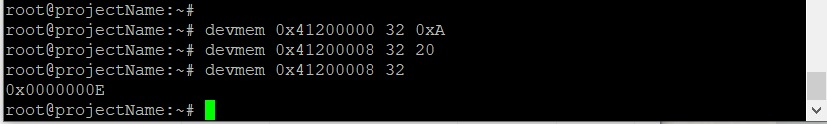 root@projectName:~#
root@projectName:~# devmem 0x41200000 32 0xA
root@projectName:~# devmem 0x41200008 32 20
root@projectName:~# devmem 0x41200008 32
0x0000000E
root@projectName:~#